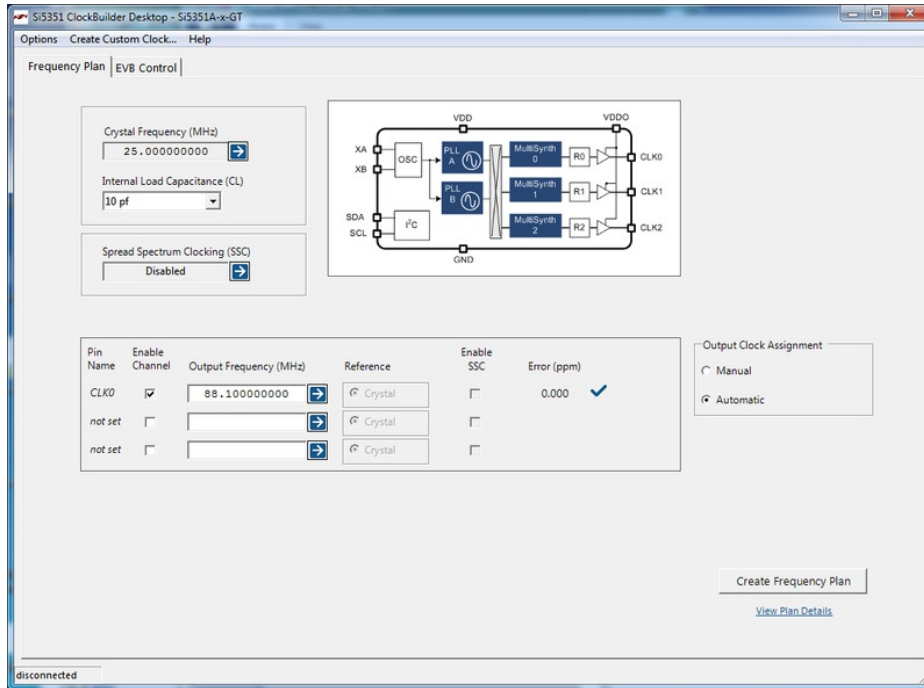 Si5351 ClockBuilder Desktop - Si5351A-x-GT
Options Create Custom Clock... Help
Frequency Plan EVB Control
Crystal Frequency (MHz)
25.000000000
Internal Load Capacitance (CL)
10 pf
Spread Spectrum Clocking (SSC)
Disabled
VDD VDDO
XA
XB
OSC
PLL
A
PLL
B
MultiSynth
0
R0
CLK0
MultiSynth
1
R1
CLK1
MultiSynth
2
R2
CLK2
SDA
SCL
I²C
GND
Pin
Name
Enable
Channel
Output Frequency (MHz)
Reference
Enable
SSC
Error (ppm)
CLK0 88.100000000 Crystal 0.000
not set Crystal
not set Crystal
Output Clock Assignment
Manual
Automatic
Create Frequency Plan
View Plan Details
disconnected